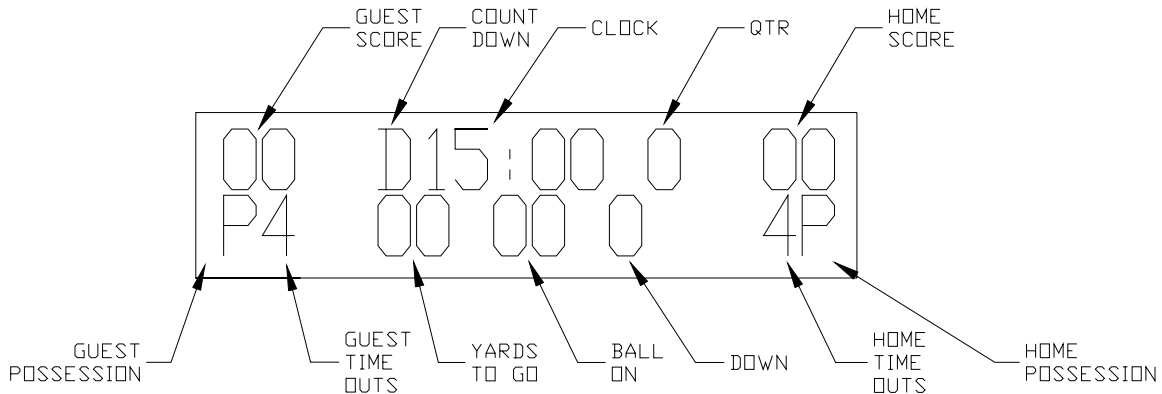 GUEST
SCORE
COUNT
DOWN
CLOCK
QTR
HOME
SCORE
00 D15:00 0 00
P4 00 00 0 4P
GUEST
POSSESSION
GUEST
TIME
OUTS
YARDS
TO GO
BALL
ON
DOWN
HOME
TIME
OUTS
HOME
POSSESSION